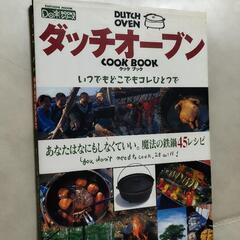 DUTCH
OVEN
ダッチオーブン
COOK BOOK
クック ブック
いつでもどこでもコレひとつで
あなたはなにもしなくていい。魔法の鉄鍋45レシピ
You don't need to cook, it will!